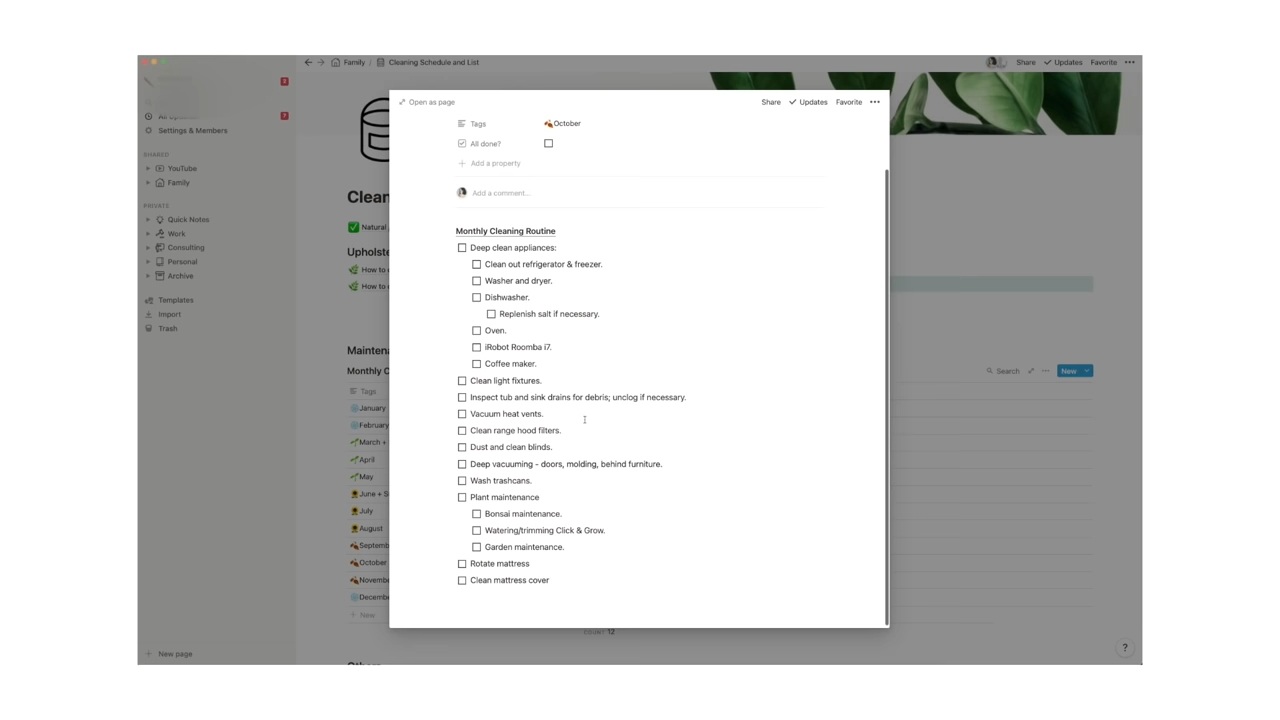 Family
Cleaning Schedule and List
Share
Updates
Favorite
Settings & Members
SHARED
YouTube
Family
PRIVATE
Quick Notes
Work
Consulting
Personal
Archive
Templates
Import
Trash
New page
Clean
Natural
Upholste
How to
How to
Maintena
Monthly C
Search
New
Tags
January
February
March +
April
May
June + S
July
August
Septemb
October
Novembe
Decembe
New
COUNT 12
Open as page
Share
Updates
Favorite
Tags
October
All done?
Add a property
Add a comment...
Monthly Cleaning Routine
Deep clean appliances:
Clean out refrigerator & freezer.
Washer and dryer.
Dishwasher.
Replenish salt if necessary.
Oven.
iRobot Roomba i7.
Coffee maker.
Clean light fixtures.
Inspect tub and sink drains for debris; unclog if necessary.
Vacuum heat vents.
Clean range hood filters.
Dust and clean blinds.
Deep vacuuming - doors, molding, behind furniture.
Wash trashcans.
Plant maintenance
Bonsai maintenance.
Watering/trimming Click & Grow.
Garden maintenance.
Rotate mattress
Clean mattress cover
?